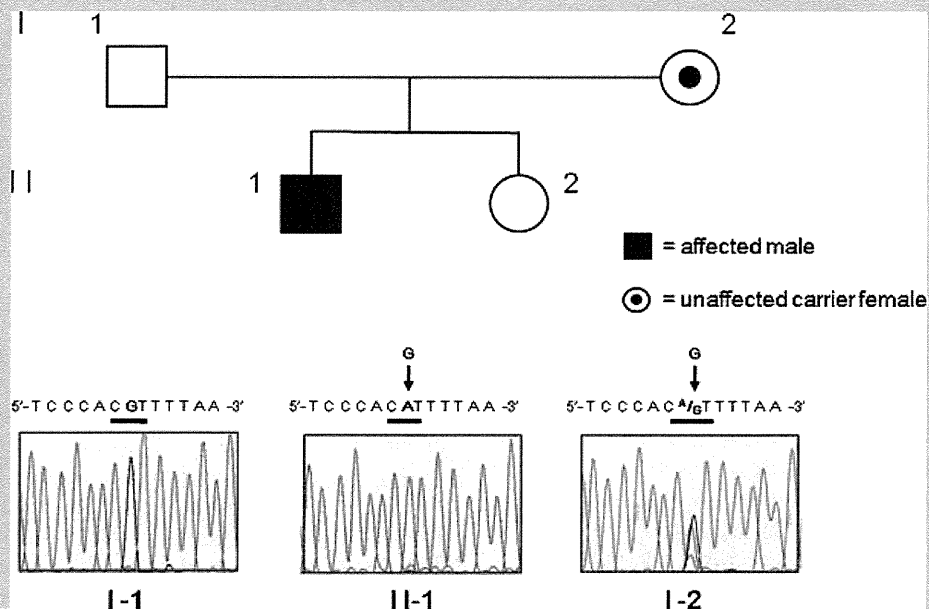 I 1 2
II 1 2
= affected male
= unaffected carrier female
G G
5'-T C C C A C G T T T T A A -3' 5'-T C C C A C A T T T T A A -3' 5'-T C C C A C A/G T T T T A A -3'
I-1 II-1 I-2